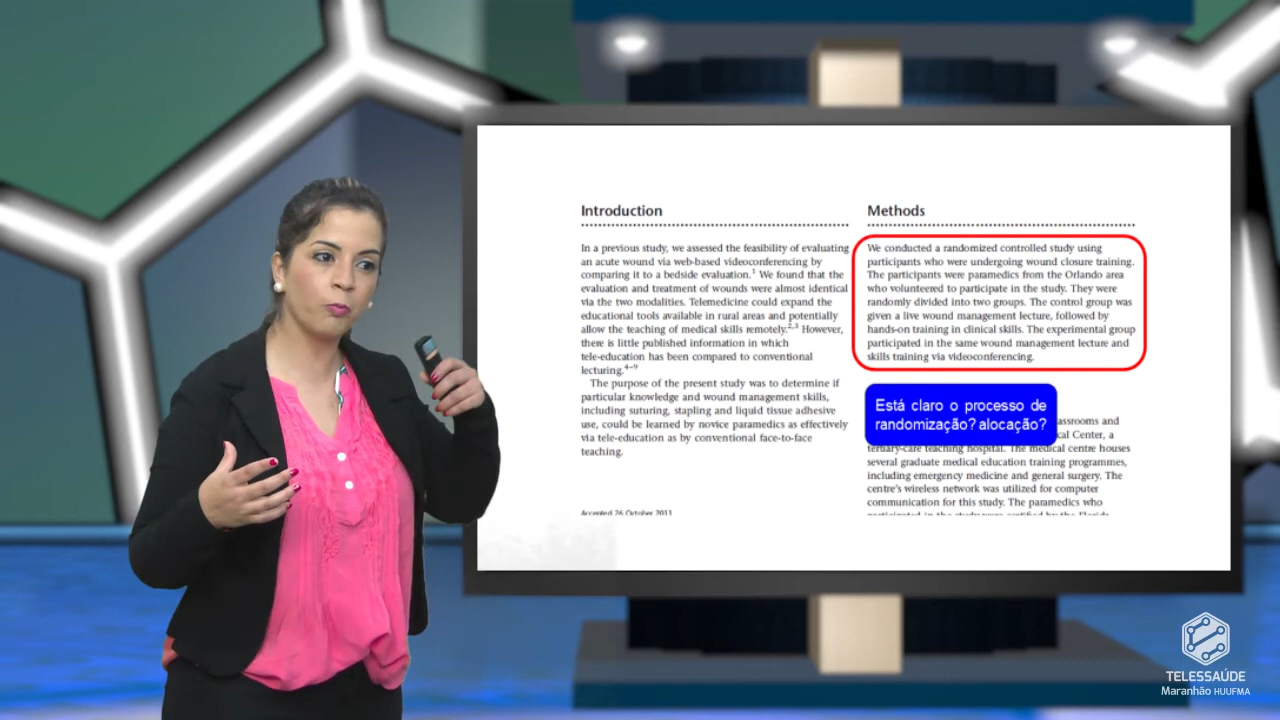 Introduction
In a previous study, we assessed the feasibility of evaluating
an acute wound via web-based videoconferencing by
comparing it to a bedside evaluation.1 We found that the
evaluation and treatment of wounds were almost identical
via the two modalities. Telemedicine could expand the
educational tools available in rural areas and potentially
allow the teaching of medical skills remotely.2,3 However,
there is little published information in which
tele-education has been compared to conventional
lecturing.4–9
The purpose of the present study was to determine if
particular knowledge and wound management skills,
including suturing, stapling and liquid tissue adhesive
use, could be learned by novice paramedics as effectively
via tele-education as by conventional face-to-face
teaching.
Accepted 26 October 2011
Methods
We conducted a randomized controlled study using
participants who were undergoing wound closure training.
The participants were paramedics from the Orlando area
who volunteered to participate in the study. They were
randomly divided into two groups. The control group was
given a live wound management lecture, followed by
hands-on training in clinical skills. The experimental group
participated in the same wound management lecture and
skills training via videoconferencing.
Está claro o processo de
randomização? alocação?
assrooms and
cal Center, a
tertiary-care teaching hospital. The medical centre houses
several graduate medical education training programmes,
including emergency medicine and general surgery. The
centre's wireless network was utilized for computer
communication for this study. The paramedics who
participated in the study were certified by the Florida
TELESSAÚDE
Maranhão HUUFMA